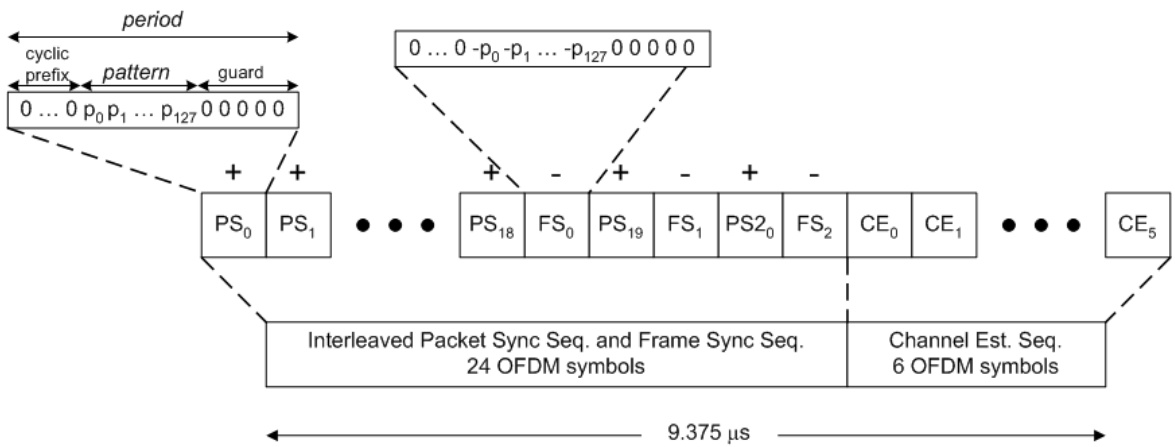 period
cyclic
prefix
pattern
guard
0 … 0 p₀ p₁ … p₁₂₇ 0 0 0 0 0
0 … 0 -p₀ -p₁ … -p₁₂₇ 0 0 0 0 0
+ + + - + - + -
PS₀ PS₁ ● ● ● PS₁₈ FS₀ PS₁₉ FS₁ PS2₀ FS₂ CE₀ CE₁ ● ● ● CE₅
Interleaved Packet Sync Seq. and Frame Sync Seq.
24 OFDM symbols
Channel Est. Seq.
6 OFDM symbols
9.375 μs